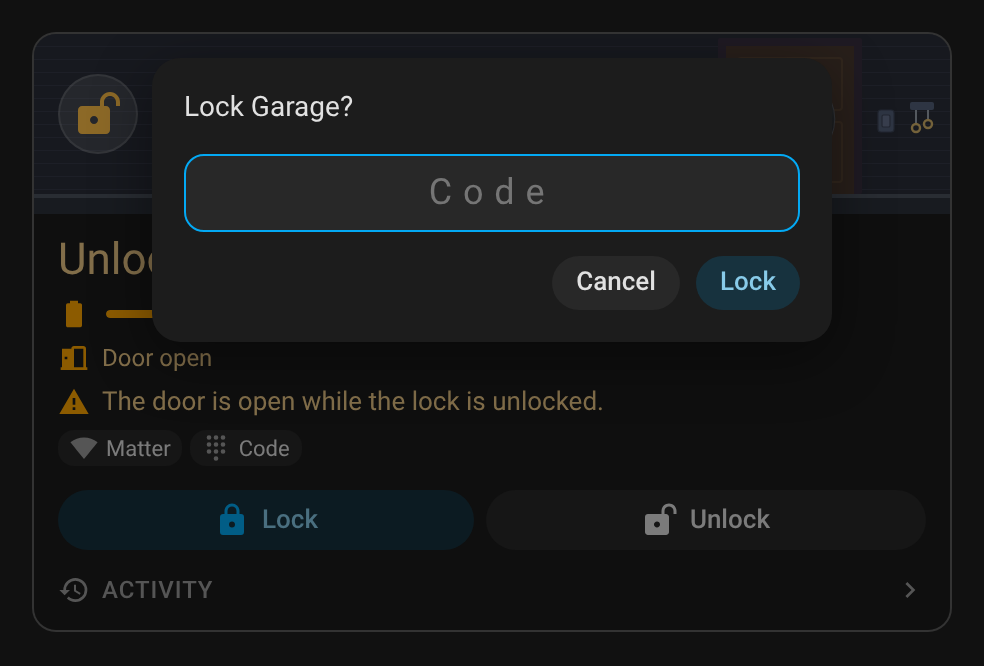 Lock Garage?
Code
Cancel Lock
Door open
The door is open while the lock is unlocked.
Matter Code
Lock Unlock
ACTIVITY